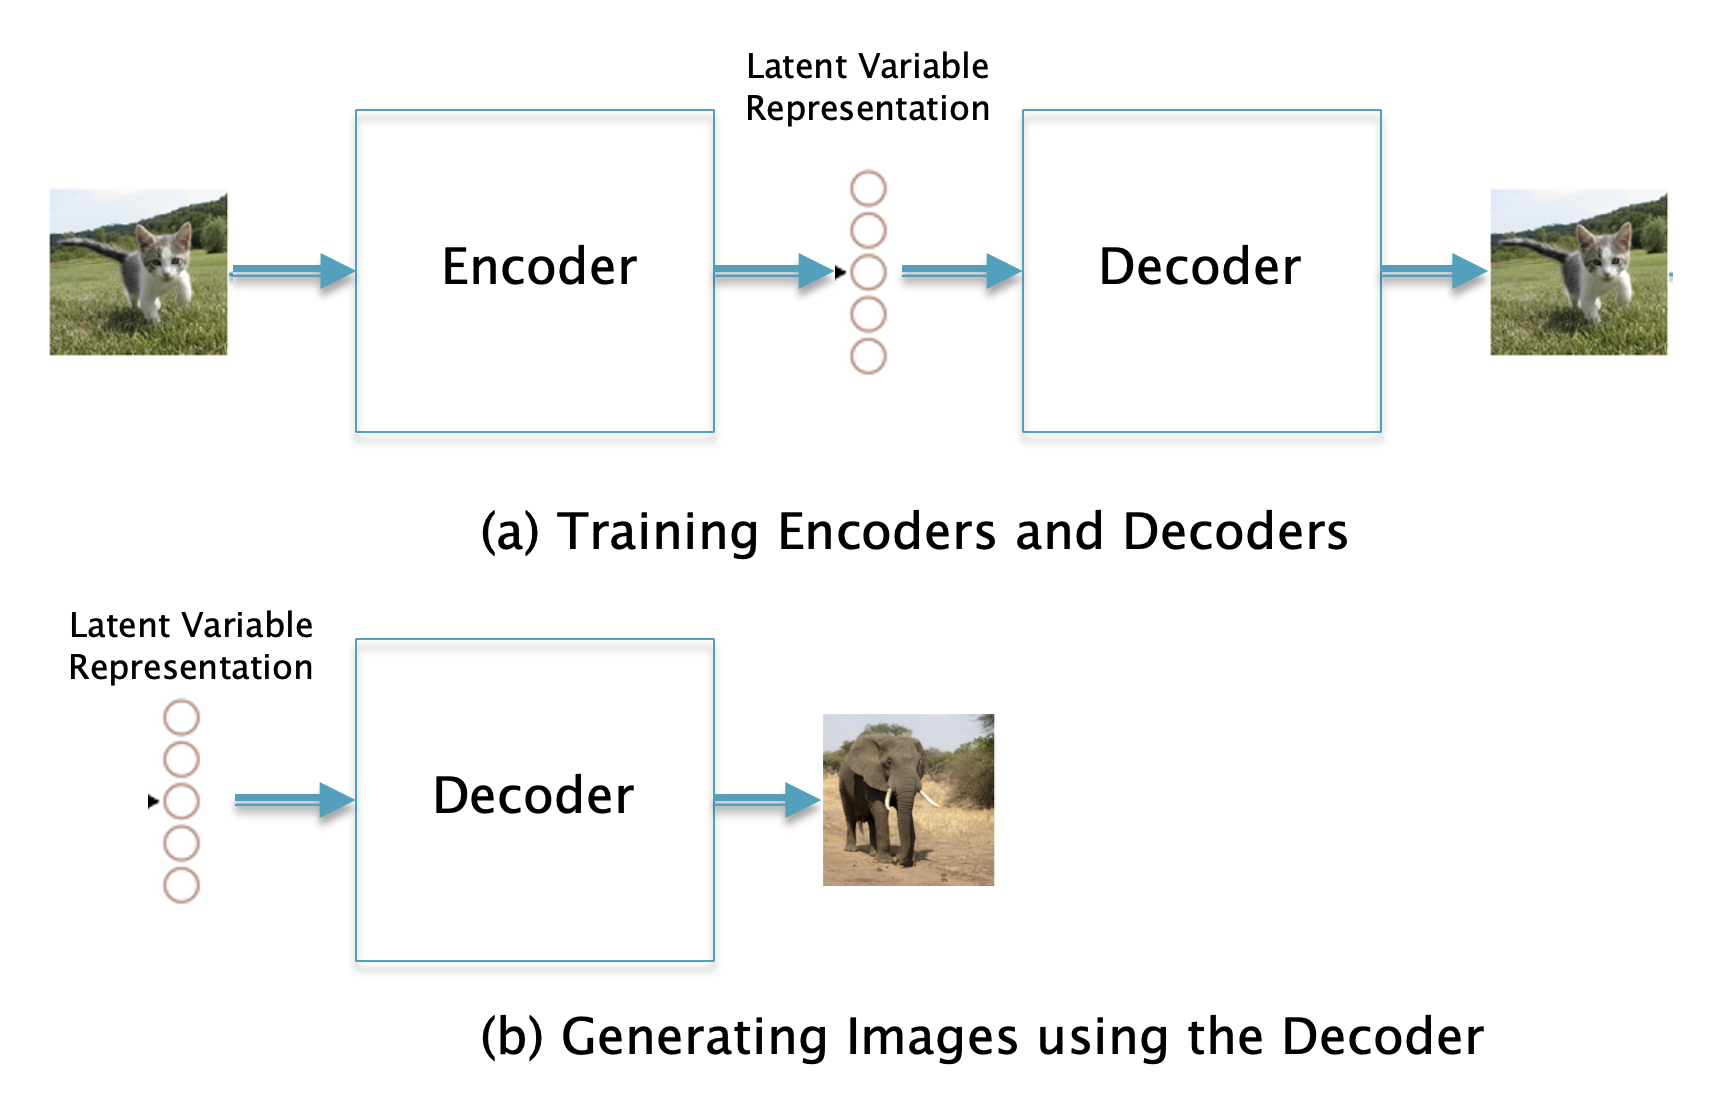 Latent Variable
Representation
Encoder
Decoder
(a) Training Encoders and Decoders
Latent Variable
Representation
Decoder
(b) Generating Images using the Decoder